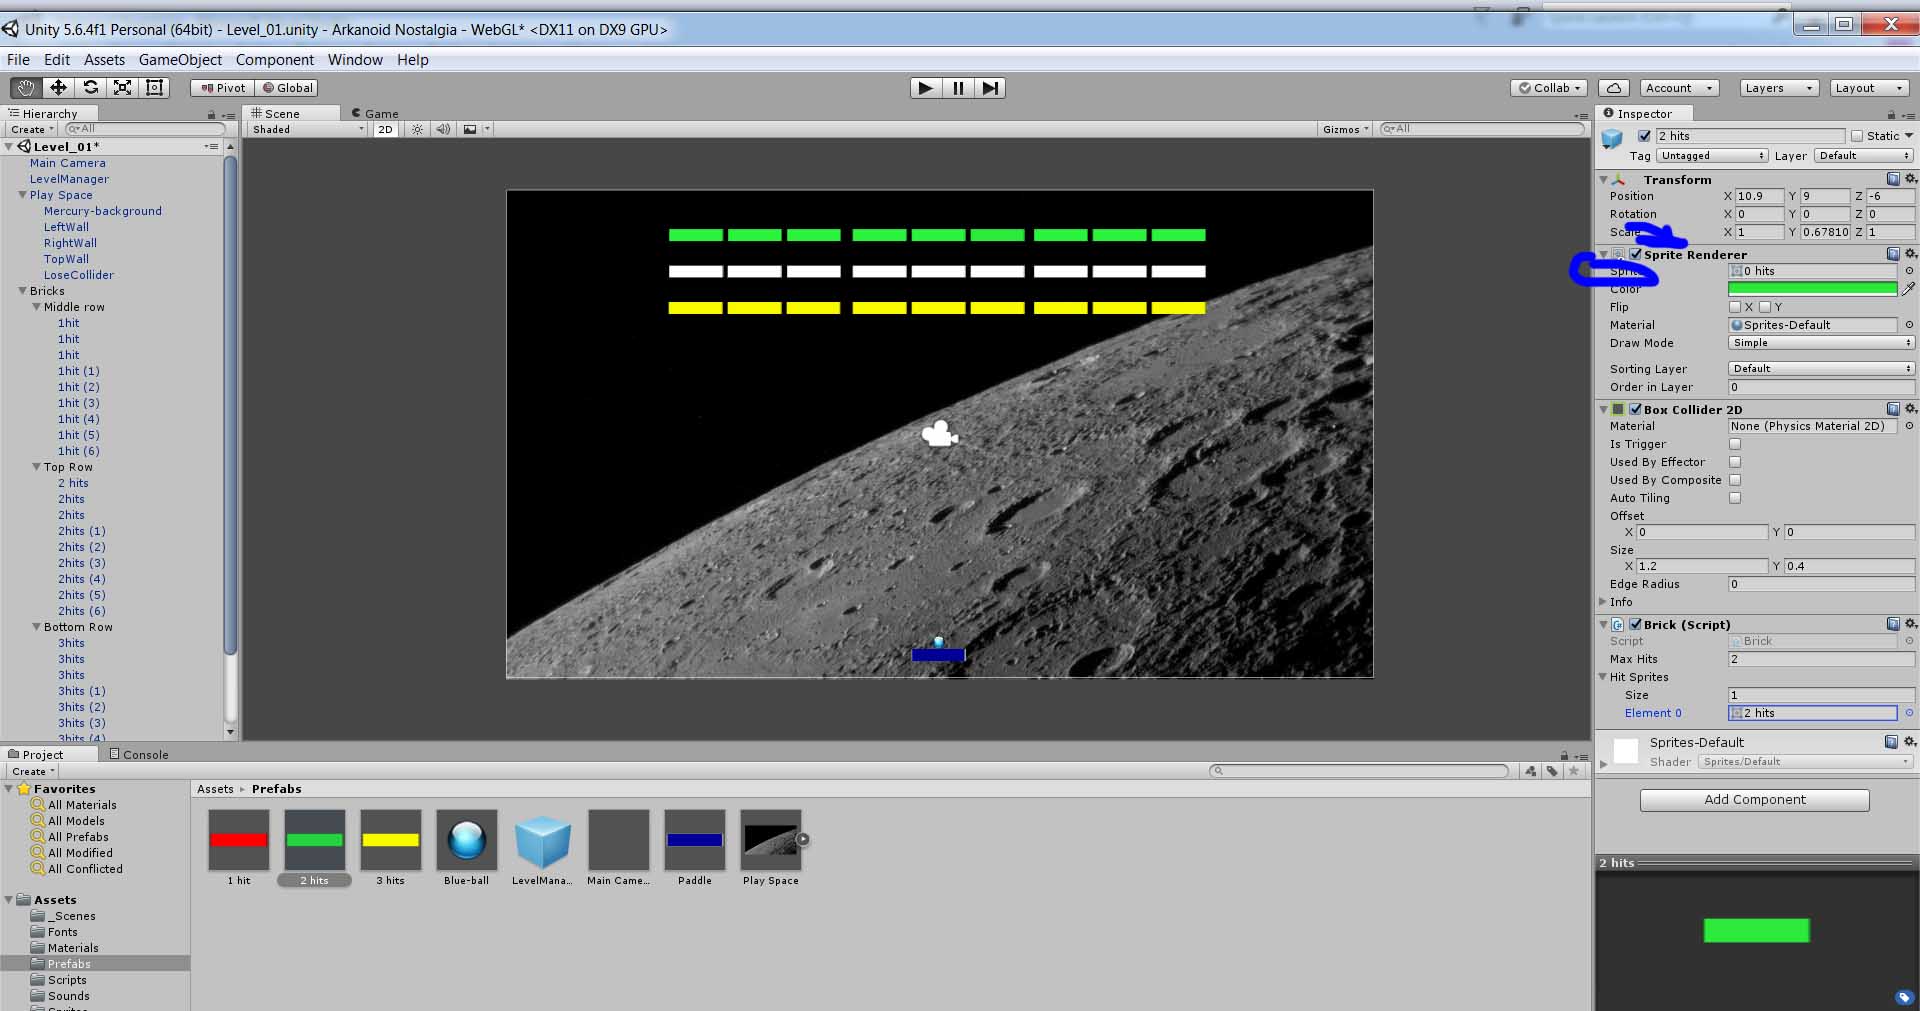 Unity 5.6.4f1 Personal (64bit) - Level_01.unity - Arkanoid Nostalgia - WebGL* <DX11 on DX9 GPU>
File Edit Assets GameObject Component Window Help
Pivot Global Collab Account Layers Layout
Hierarchy
Create All
Level_01*
Main Camera
LevelManager
Play Space
Mercury-background
LeftWall
RightWall
TopWall
LoseCollider
Bricks
Middle row
1hit
1hit
1hit
1hit (1)
1hit (2)
1hit (3)
1hit (4)
1hit (5)
1hit (6)
Top Row
2 hits
2hits
2hits
2hits (1)
2hits (2)
2hits (3)
2hits (4)
2hits (5)
2hits (6)
Bottom Row
3hits
3hits
3hits
3hits (1)
3hits (2)
3hits (3)
3hits (4)
Scene Game
Shaded 2D Gizmos All
Inspector
2 hits Static
Tag Untagged Layer Default
Transform
Position X 10.9 Y 9 Z -6
Rotation X 0 Y 0 Z 0
Scale X 1 Y 0.67810 Z 1
Sprite Renderer
Sprite 0 hits
Color
Flip X Y
Material Sprites-Default
Draw Mode Simple
Sorting Layer Default
Order in Layer 0
Box Collider 2D
Material None (Physics Material 2D)
Is Trigger
Used By Effector
Used By Composite
Auto Tiling
Offset
X 0 Y 0
Size
X 1.2 Y 0.4
Edge Radius 0
Info
Brick (Script)
Script Brick
Max Hits 2
Hit Sprites
Size 1
Element 0 2 hits
Sprites-Default
Shader Sprites/Default
Add Component
2 hits
Project Console
Create
Favorites
All Materials
All Models
All Prefabs
All Modified
All Conflicted
Assets
_Scenes
Fonts
Materials
Prefabs
Scripts
Sounds
Assets Prefabs
1 hit 2 hits 3 hits Blue-ball LevelMana... Main Came... Paddle Play Space